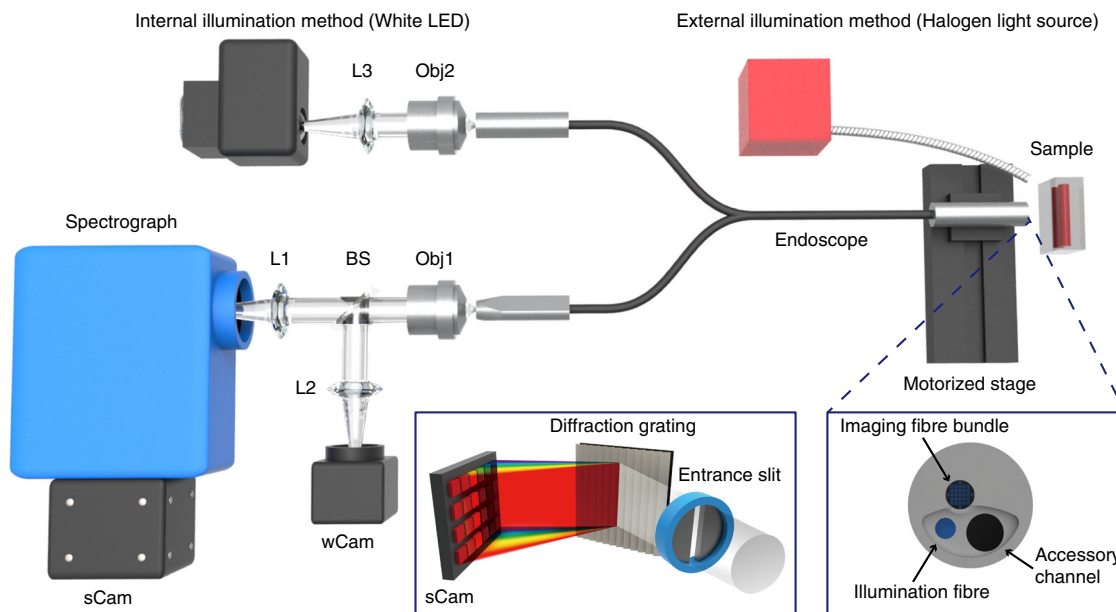 Internal illumination method (White LED)
External illumination method (Halogen light source)
L3
Obj2
Sample
Spectrograph
L1
BS
Obj1
Endoscope
L2
Motorized stage
wCam
sCam
Diffraction grating
Entrance slit
sCam
Imaging fibre bundle
Accessory
channel
Illumination fibre